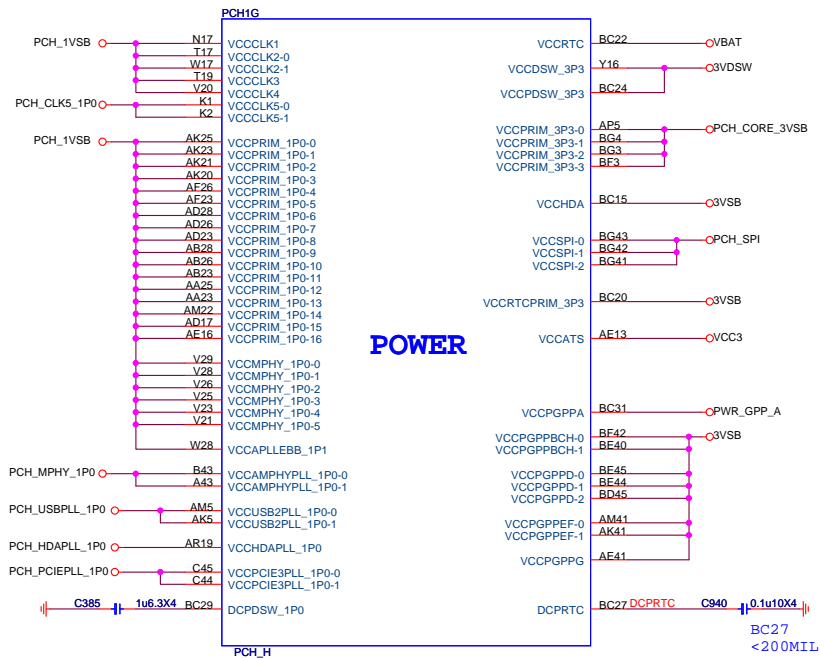 PCH1G
PCH_1VSB N17 VCCCLK1
T17 VCCCLK2-0
W17 VCCCLK2-1
T19 VCCCLK3
V20 VCCCLK4
PCH_CLK5_1P0 K1 VCCCLK5-0
K2 VCCCLK5-1
PCH_1VSB AK25 VCCPRIM_1P0-0
AK23 VCCPRIM_1P0-1
AK21 VCCPRIM_1P0-2
AK20 VCCPRIM_1P0-3
AF26 VCCPRIM_1P0-4
AF23 VCCPRIM_1P0-5
AD28 VCCPRIM_1P0-6
AD26 VCCPRIM_1P0-7
AD23 VCCPRIM_1P0-8
AB28 VCCPRIM_1P0-9
AB26 VCCPRIM_1P0-10
AB23 VCCPRIM_1P0-11
AA25 VCCPRIM_1P0-12
AA23 VCCPRIM_1P0-13
AM22 VCCPRIM_1P0-14
AD17 VCCPRIM_1P0-15
AE16 VCCPRIM_1P0-16
V29 VCCMPHY_1P0-0
V28 VCCMPHY_1P0-1
V26 VCCMPHY_1P0-2
V25 VCCMPHY_1P0-3
V23 VCCMPHY_1P0-4
V21 VCCMPHY_1P0-5
W28 VCCAPLLEBB_1P1
PCH_MPHY_1P0 B43 VCCAMPHYPLL_1P0-0
A43 VCCAMPHYPLL_1P0-1
PCH_USBPLL_1P0 AM5 VCCUSB2PLL_1P0-0
AK5 VCCUSB2PLL_1P0-1
PCH_HDAPLL_1P0 AR19 VCCHDAPLL_1P0
PCH_PCIEPLL_1P0 C45 VCCPCIE3PLL_1P0-0
C44 VCCPCIE3PLL_1P0-1
C385 1u6.3X4 BC29 DCPDSW_1P0
POWER
VCCRTC BC22 VBAT
VCCDSW_3P3 Y16 3VDSW
VCCPDSW_3P3 BC24
VCCPRIM_3P3-0 AP5 PCH_CORE_3VSB
VCCPRIM_3P3-1 BG4
VCCPRIM_3P3-2 BG3
VCCPRIM_3P3-3 BF3
VCCHDA BC15 3VSB
VCCSPI-0 BG43 PCH_SPI
VCCSPI-1 BG42
VCCSPI-2 BG41
VCCRTCPRIM_3P3 BC20 3VSB
VCCATS AE13 VCC3
VCCPGPPA BC31 PWR_GPP_A
VCCPGPPBCH-0 BF42 3VSB
VCCPGPPBCH-1 BE40
VCCPGPPD-0 BE45
VCCPGPPD-1 BE44
VCCPGPPD-2 BD45
VCCPGPPEF-0 AM41
VCCPGPPEF-1 AK41
VCCPGPPG AE41
DCPRTC BC27 DCPRTC C940 0.1u10X4
BC27
<200MIL
PCH_H